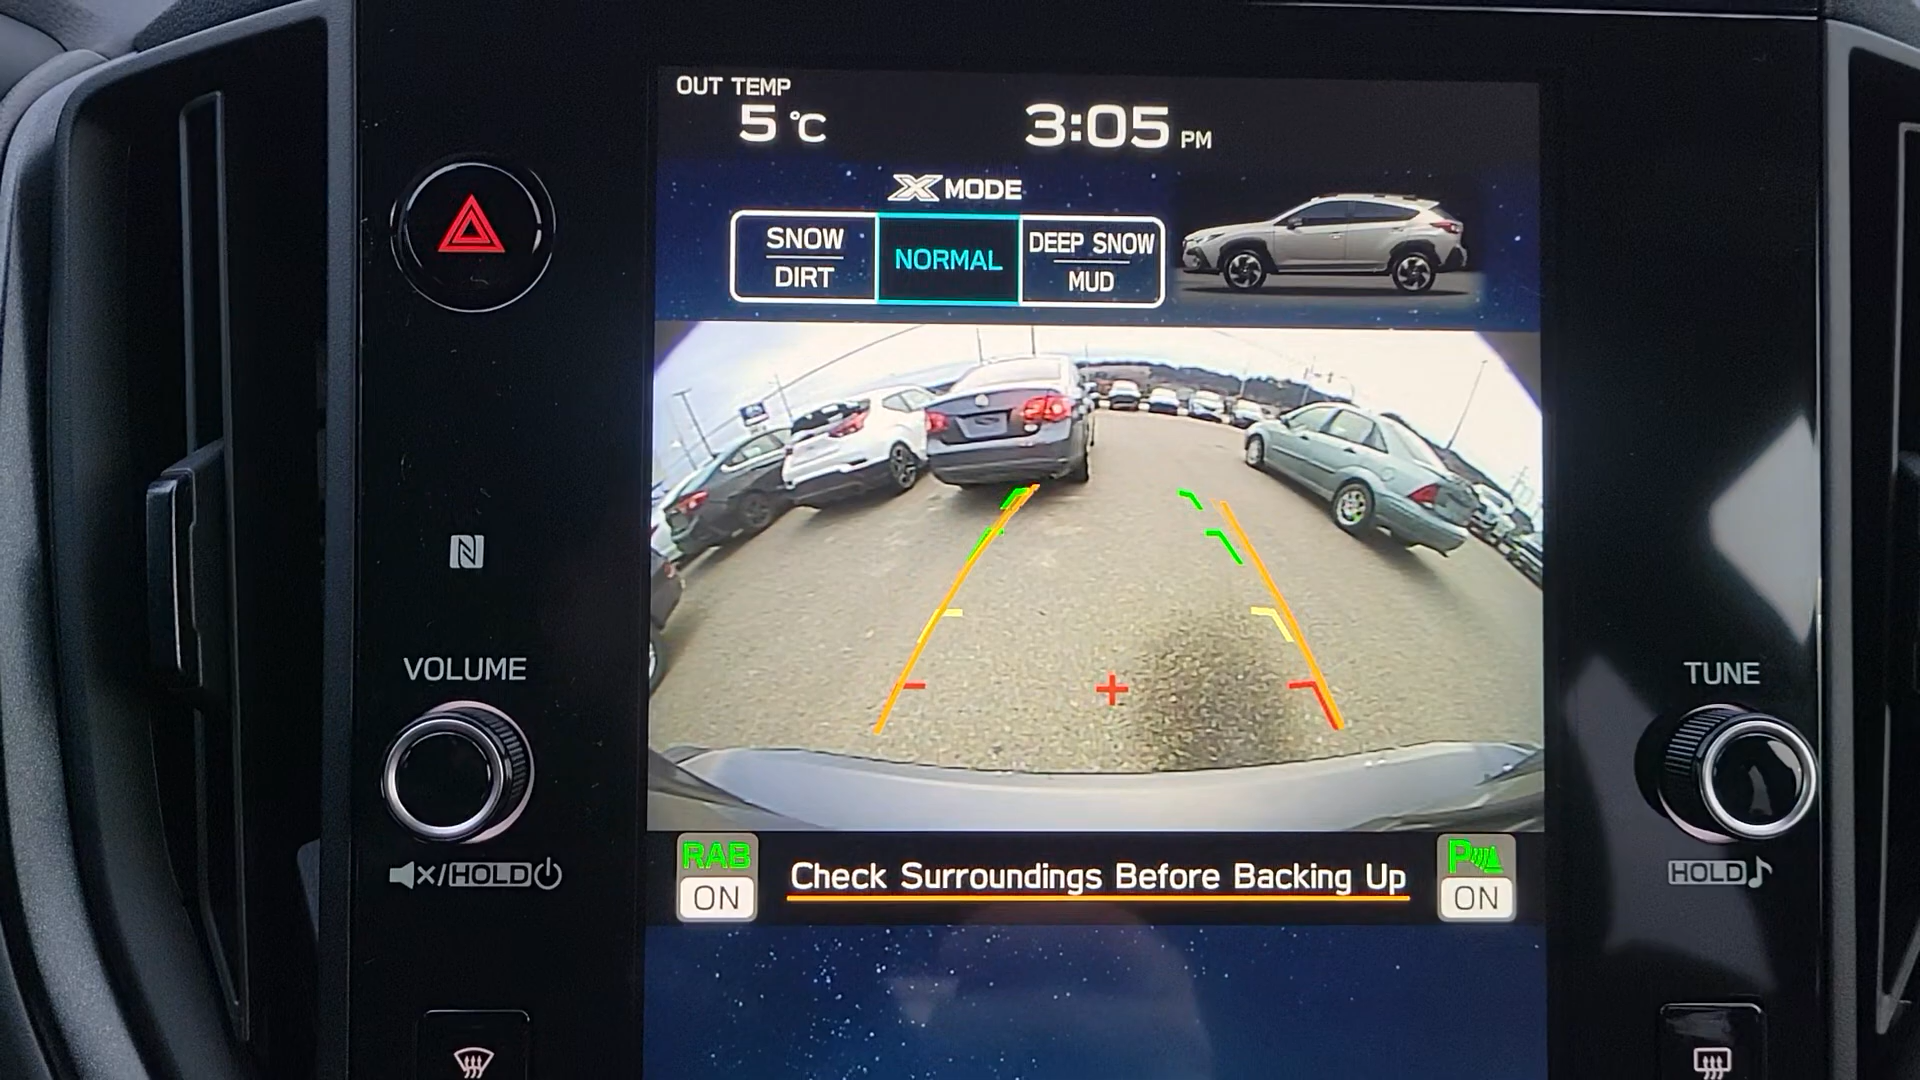 OUT TEMP
5 °C
3:05 PM
X MODE
SNOW
DIRT
NORMAL
DEEP SNOW
MUD
VOLUME
TUNE
RAB
ON
Check Surroundings Before Backing Up
P
ON
/HOLD
HOLD